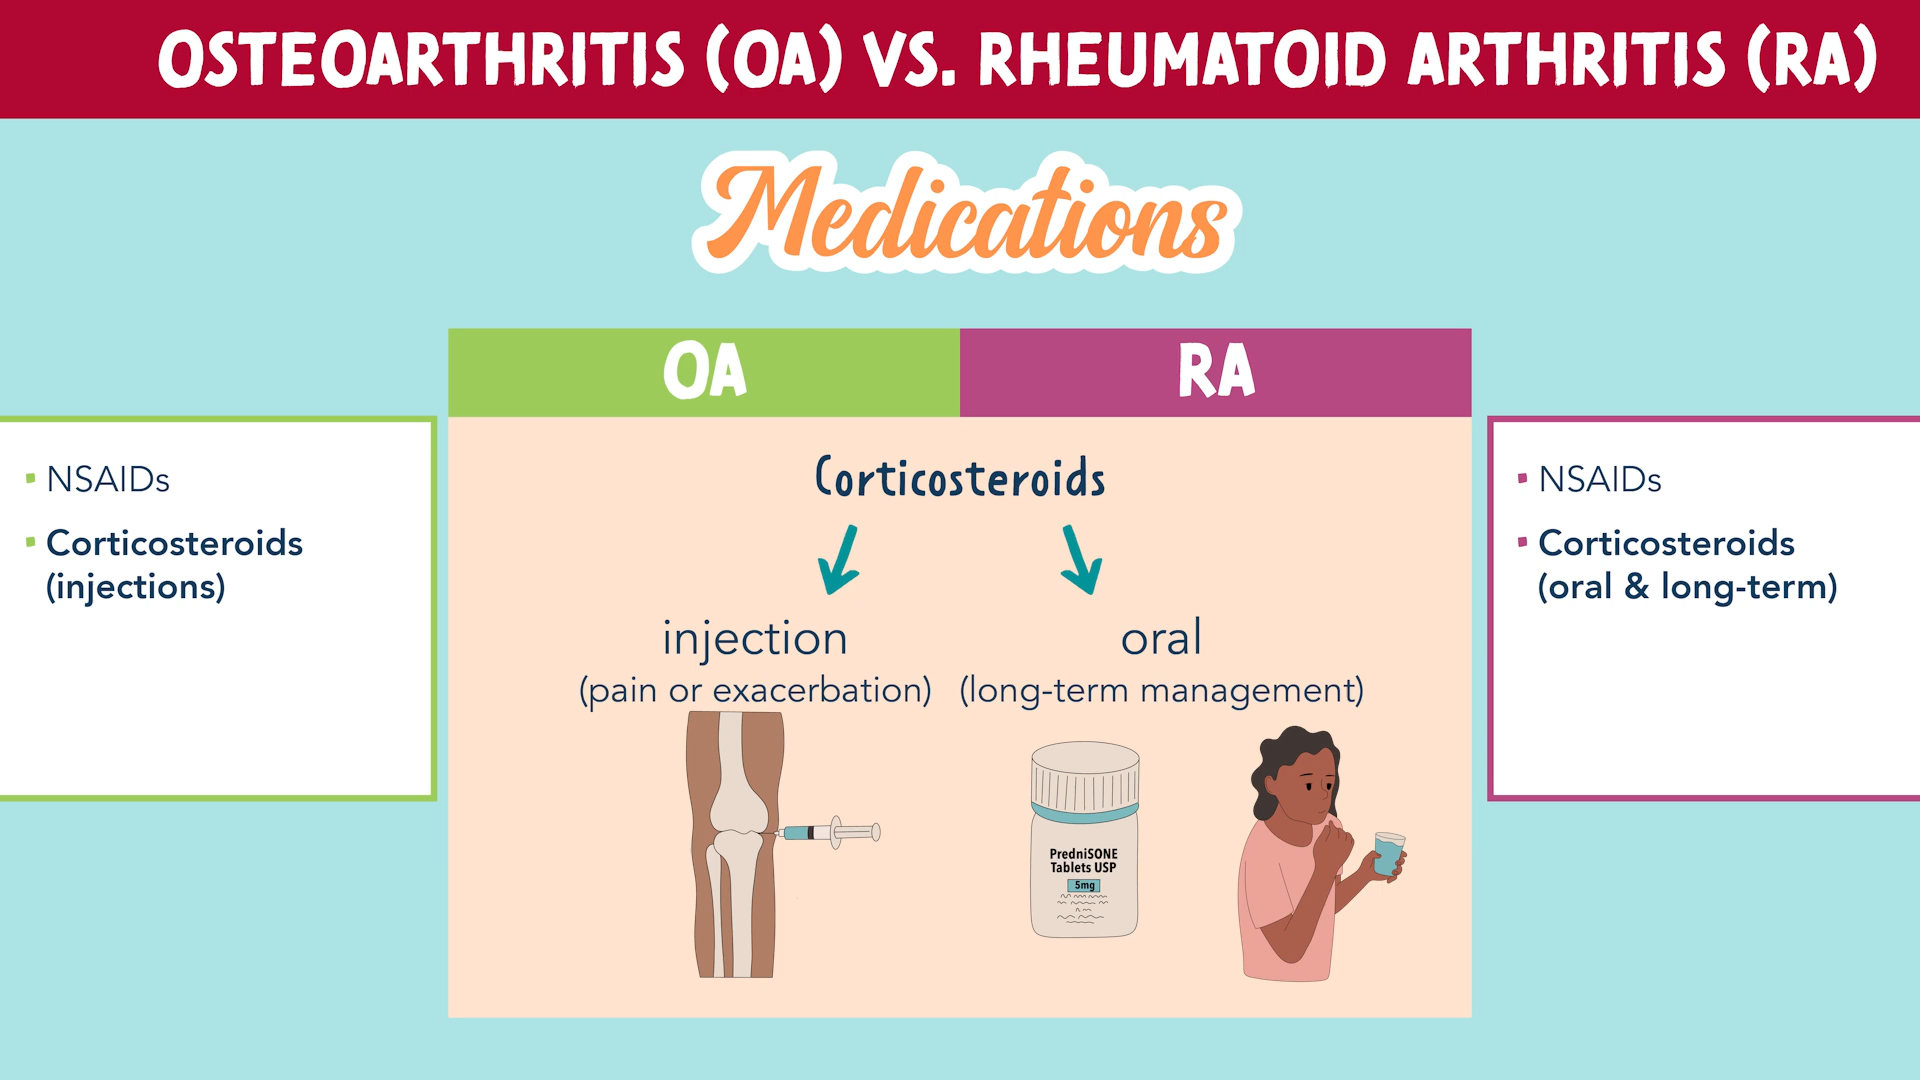 OSTEOARTHRITIS (OA) VS. RHEUMATOID ARTHRITIS (RA)
Medications
OA
RA
▪ NSAIDs
▪ Corticosteroids
(injections)
Corticosteroids
injection
(pain or exacerbation)
oral
(long-term management)
PredniSONE
Tablets USP
5mg
▪ NSAIDs
▪ Corticosteroids
(oral & long-term)